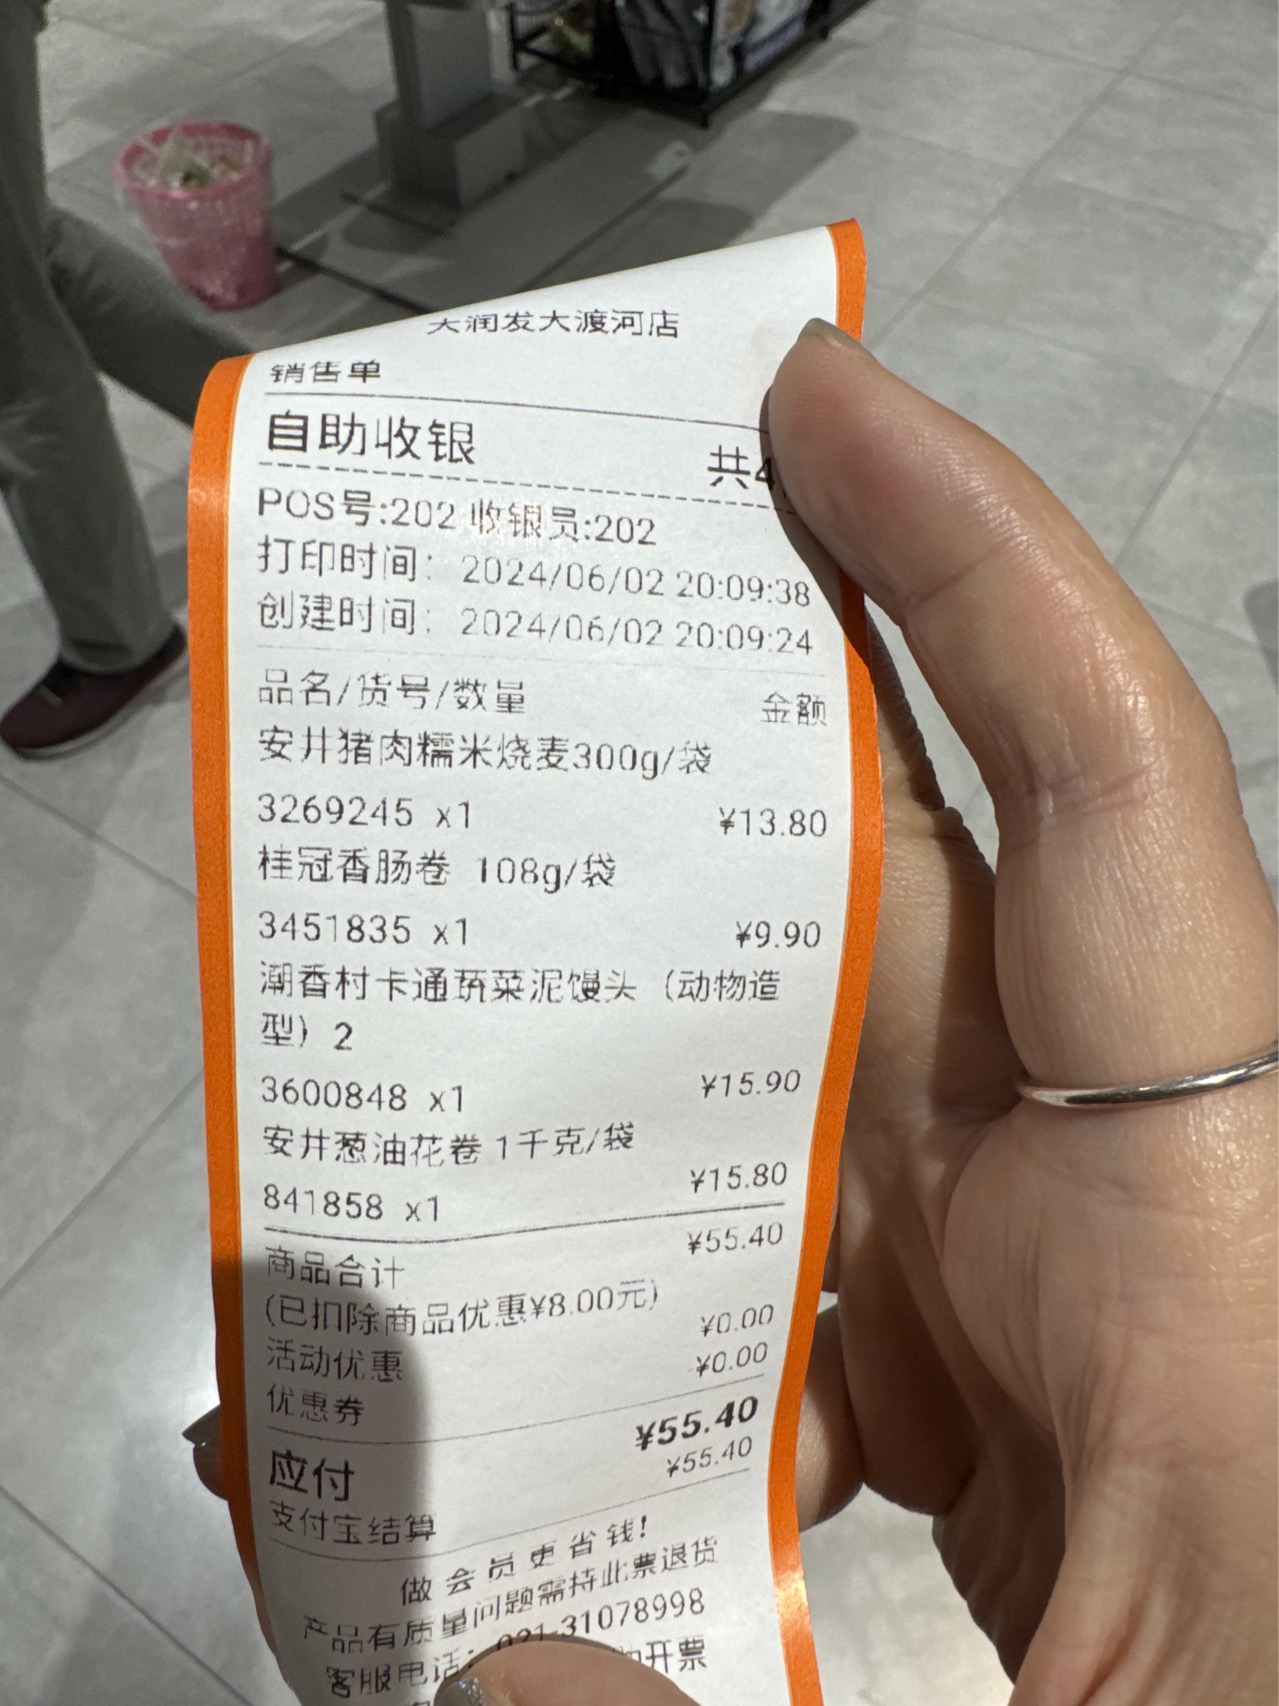 大润发大渡河店
销售单
自助收银 共4
POS号:202 收银员:202
打印时间: 2024/06/02 20:09:38
创建时间: 2024/06/02 20:09:24
品名/货号/数量 金额
安井猪肉糯米烧麦300g/袋
3269245 x1 ¥13.80
桂冠香肠卷 108g/袋
3451835 x1 ¥9.90
潮香村卡通蔬菜泥馒头（动物造
型）2
3600848 x1 ¥15.90
安井葱油花卷 1千克/袋
841858 x1 ¥15.80
商品合计 ¥55.40
(已扣除商品优惠¥8.00元)
活动优惠 ¥0.00
优惠券 ¥0.00
应付 ¥55.40
支付宝结算 ¥55.40
做会员更省钱!
产品有质量问题需持此票退货
客服电话: 021-31078998
开票